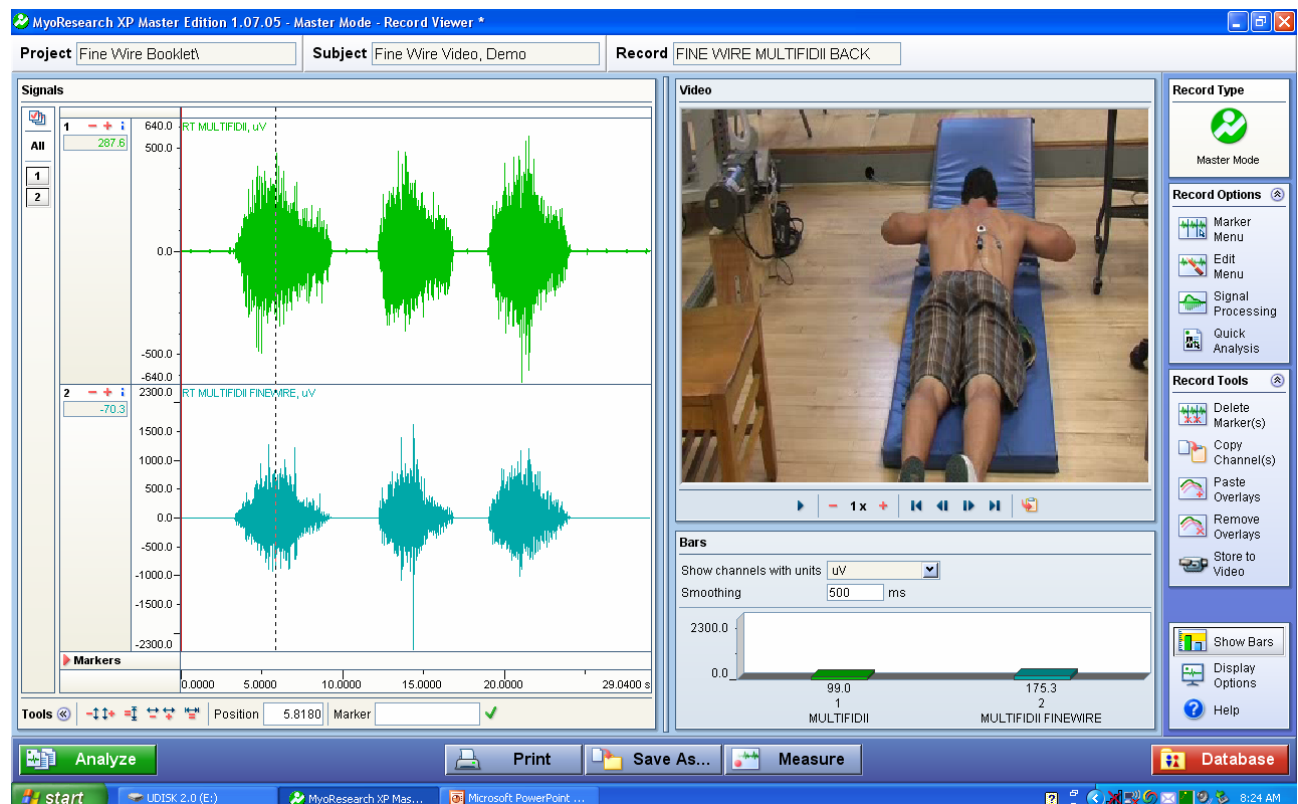 MyoResearch XP Master Edition 1.07.05 - Master Mode - Record Viewer *
Project Fine Wire Booklet\ Subject Fine Wire Video, Demo Record FINE WIRE MULTIFIDII BACK
Signals
All
1
2
1 - + i
287.6
RT MULTIFIDII, uV
640.0
500.0
0.0
-500.0
-640.0
2 - + i
-70.3
RT MULTIFIDII FINEWIRE, uV
2300.0
1500.0
1000.0
500.0
0.0
-500.0
-1000.0
-1500.0
-2300.0
Markers
0.0000 5.0000 10.0000 15.0000 20.0000 29.0400 s
Tools Position 5.8180 Marker
Video
- 1 x +
Bars
Show channels with units uV
Smoothing 500 ms
2300.0
0.0
99.0 175.3
1 2
MULTIFIDII MULTIFIDII FINEWIRE
Record Type
Master Mode
Record Options
Marker
Menu
Edit
Menu
Signal
Processing
Quick
Analysis
Record Tools
Delete
Marker(s)
Copy
Channel(s)
Paste
Overlays
Remove
Overlays
Store to
Video
Show Bars
Display
Options
Help
Analyze Print Save As... Measure Database
start UDISK 2.0 (E:) MyoResearch XP Mas... Microsoft PowerPoint ... 8:24 AM